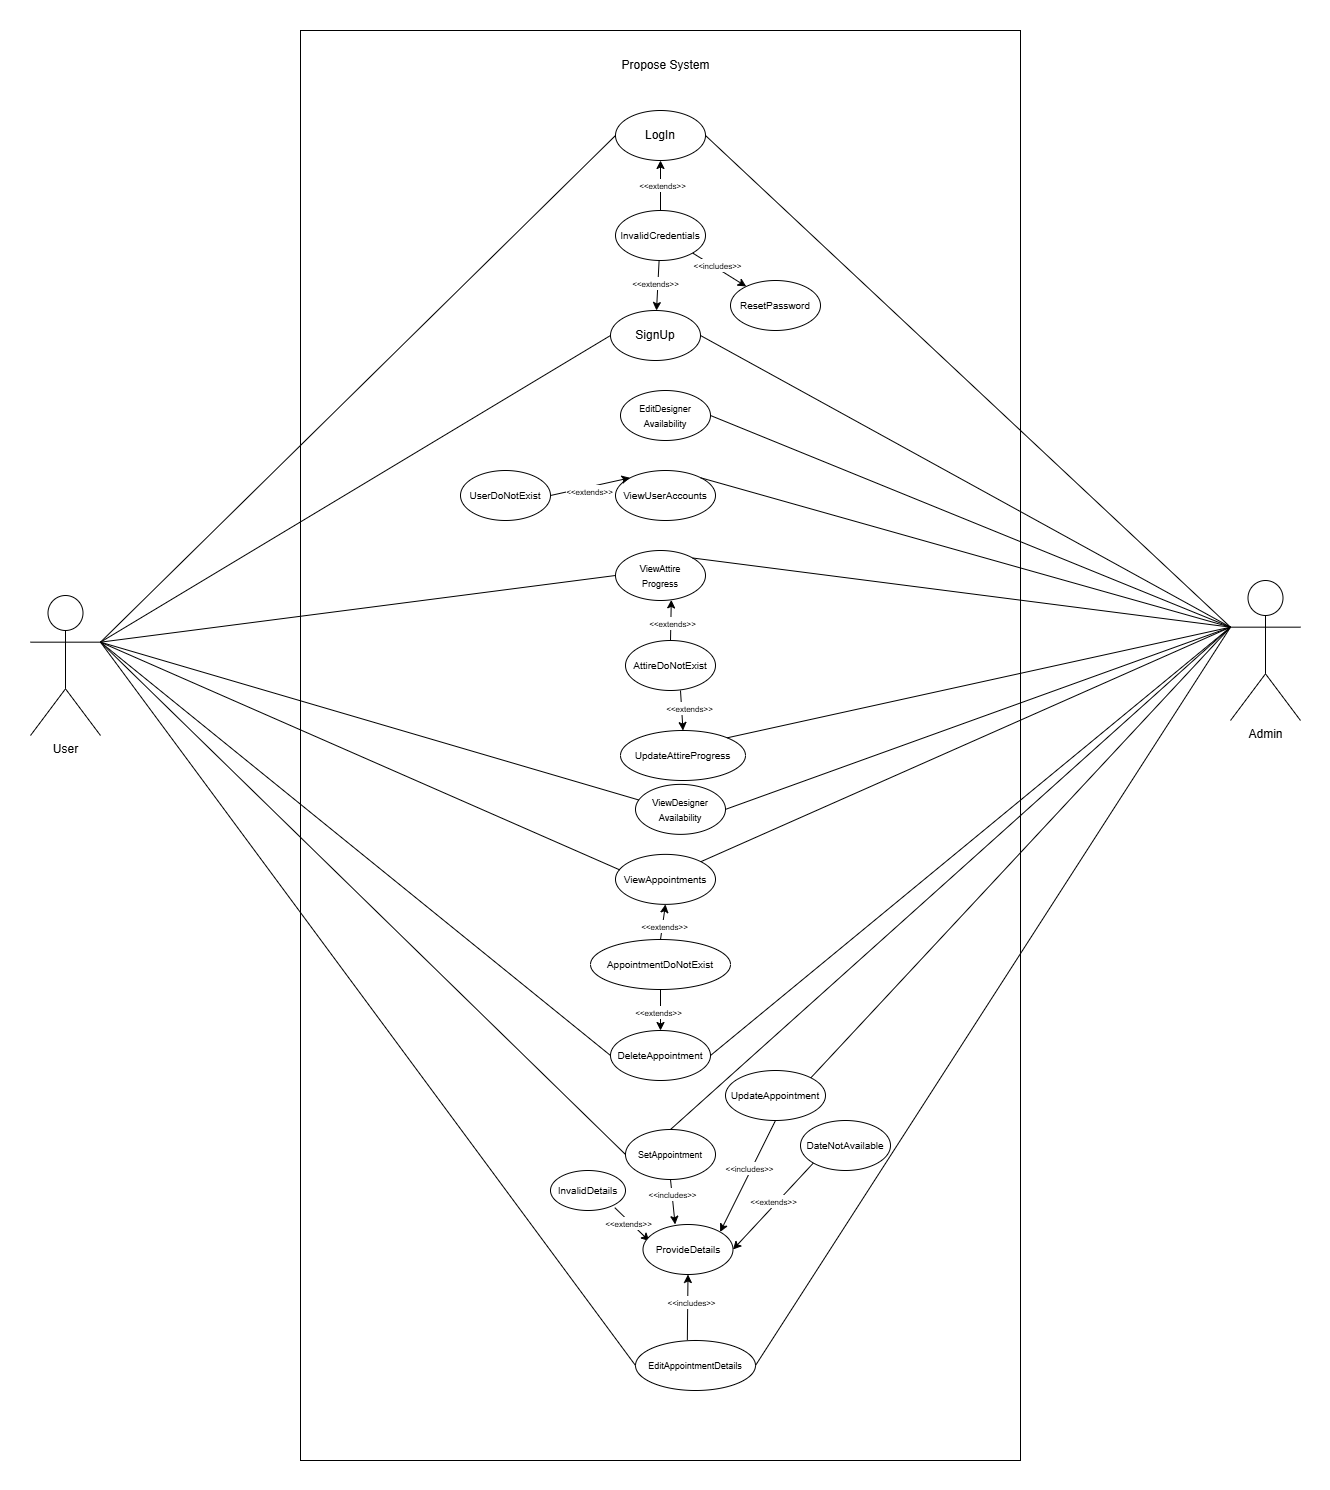 Propose System
LogIn
<<extends>>
InvalidCredentials
<<includes>>
<<extends>>
ResetPassword
SignUp
EditDesigner
Availability
UserDoNotExist
<<extends>>
ViewUserAccounts
ViewAttire
Progress
<<extends>>
AttireDoNotExist
<<extends>>
User
Admin
UpdateAttireProgress
ViewDesigner
Availability
ViewAppointments
<<extends>>
AppointmentDoNotExist
<<extends>>
DeleteAppointment
UpdateAppointment
DateNotAvailable
SetAppointment
<<includes>>
InvalidDetails
<<includes>>
<<extends>>
<<extends>>
ProvideDetails
<<includes>>
EditAppointmentDetails